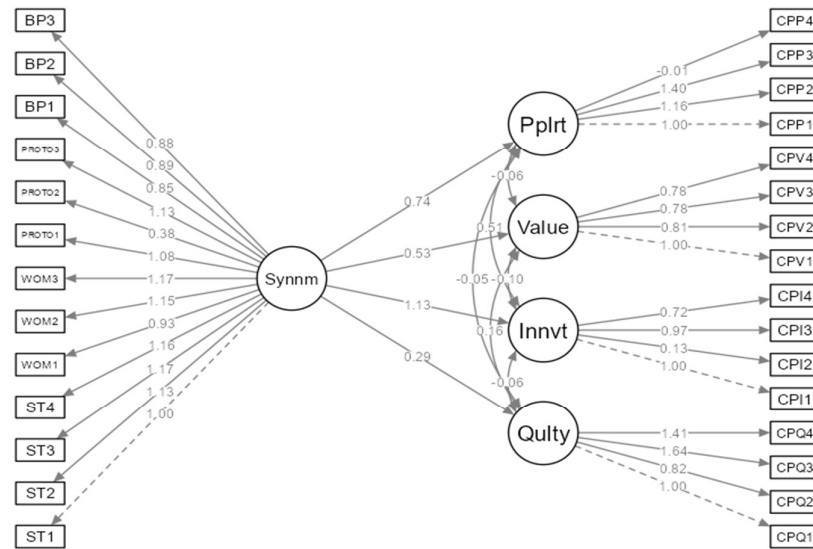 BP3
BP2
BP1
PROTO3
PROTO2
PROTO1
WOM3
WOM2
WOM1
ST4
ST3
ST2
ST1
0.88
0.89
0.85
1.13
0.38
1.08
1.17
1.15
0.93
1.16
1.17
1.13
1.00
Synnm
0.74
0.53
1.13
0.29
Pplrt
Value
Innvt
Qulty
-0.06
0.51
-0.05
-0.10
0.16
-0.06
-0.01
1.40
1.16
1.00
0.78
0.78
0.81
1.00
0.72
0.97
0.13
1.00
1.41
1.64
0.82
1.00
CPP4
CPP3
CPP2
CPP1
CPV4
CPV3
CPV2
CPV1
CPI4
CPI3
CPI2
CPI1
CPQ4
CPQ3
CPQ2
CPQ1